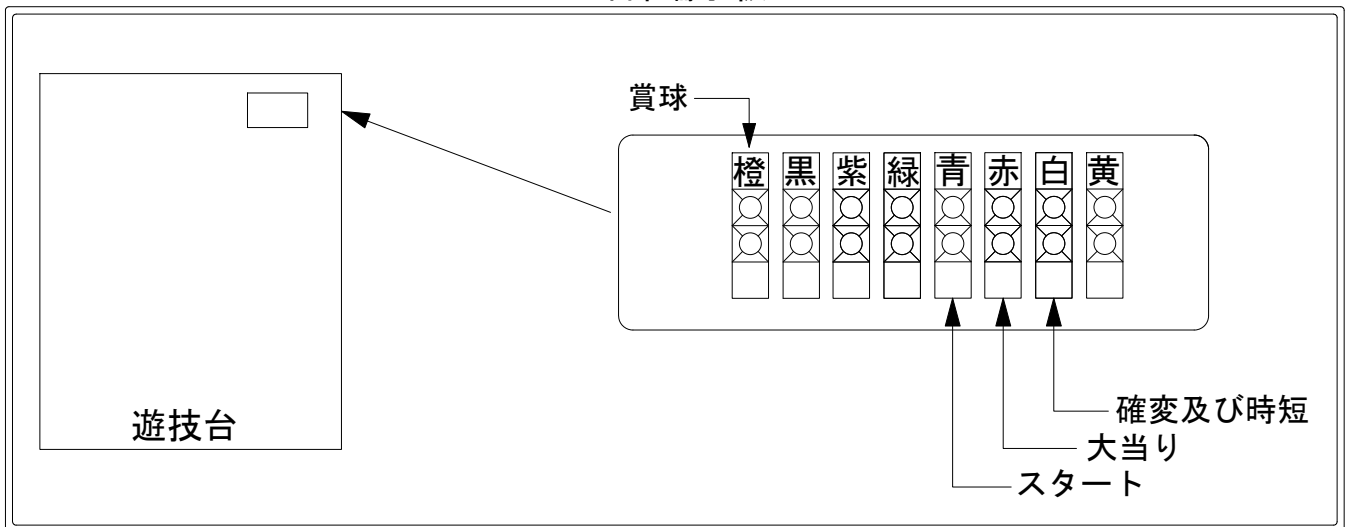 賞球
橙 黒 紫 緑 青 赤 白 黄
確変及び時短
大当り
スタート
遊技台